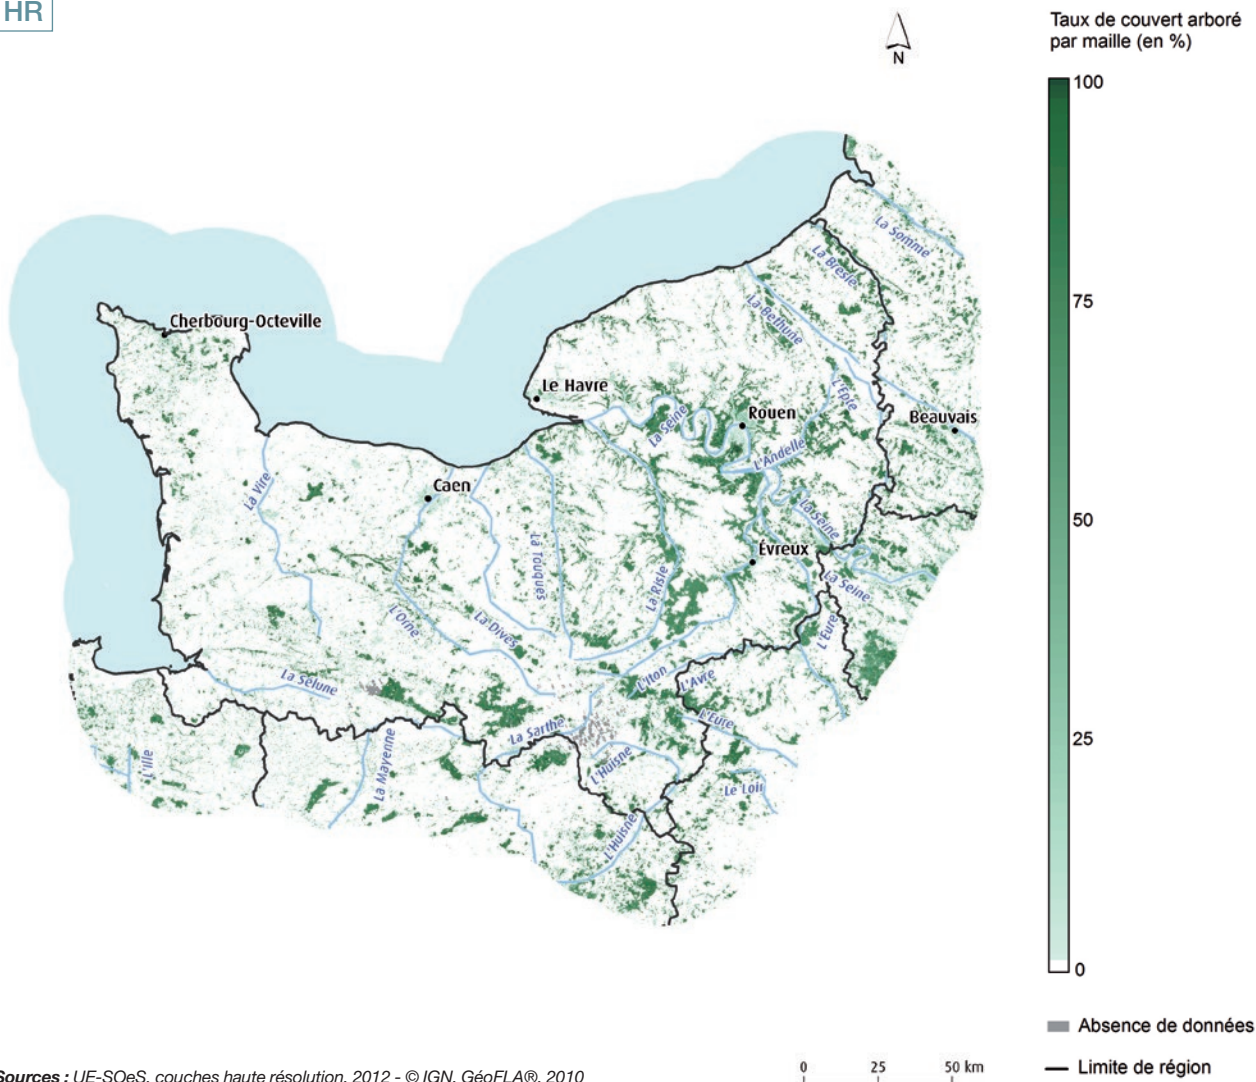 HR
N
Taux de couvert arboré
par maille (en %)
100
75
50
25
0
La Somme
La Bresle
La Béthune
Cherbourg-Octeville
Le Havre
L'Epte
La Seine
Rouen
Beauvais
L'Andelle
La Vire
Caen
La Seine
La Touques
Évreux
La Risle
La Seine
L'Orne
La Dives
L'Eure
La Sélune
L'Iton
L'Avre
L'Eure
La Sarthe
La Mayenne
L'Huisne
L'Ille
Le Loir
L'Huisne
Absence de données
Limite de région
0 25 50 km
Sources : UE-SOeS, couches haute résolution, 2012 - © IGN, GéoFLA®, 2010